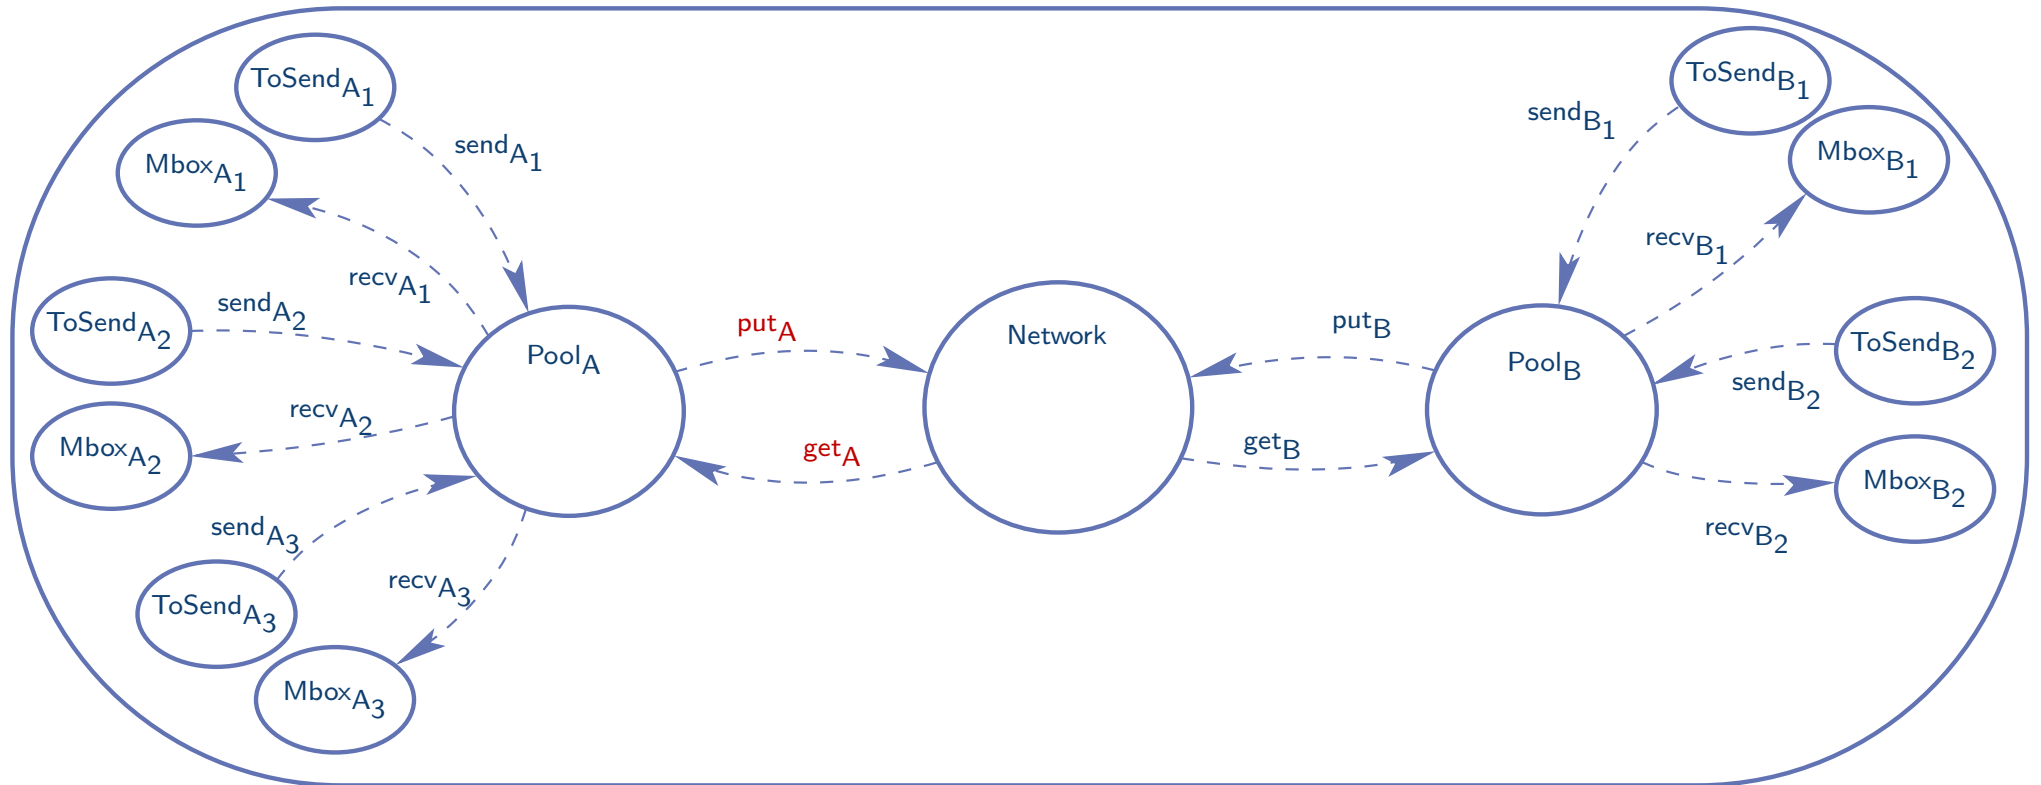 ToSendA1
sendA1
MboxA1
recvA1
ToSendA2
sendA2
MboxA2
recvA2
ToSendA3
sendA3
MboxA3
recvA3
PoolA
putA
getA
Network
putB
getB
PoolB
ToSendB1
sendB1
MboxB1
recvB1
ToSendB2
sendB2
MboxB2
recvB2